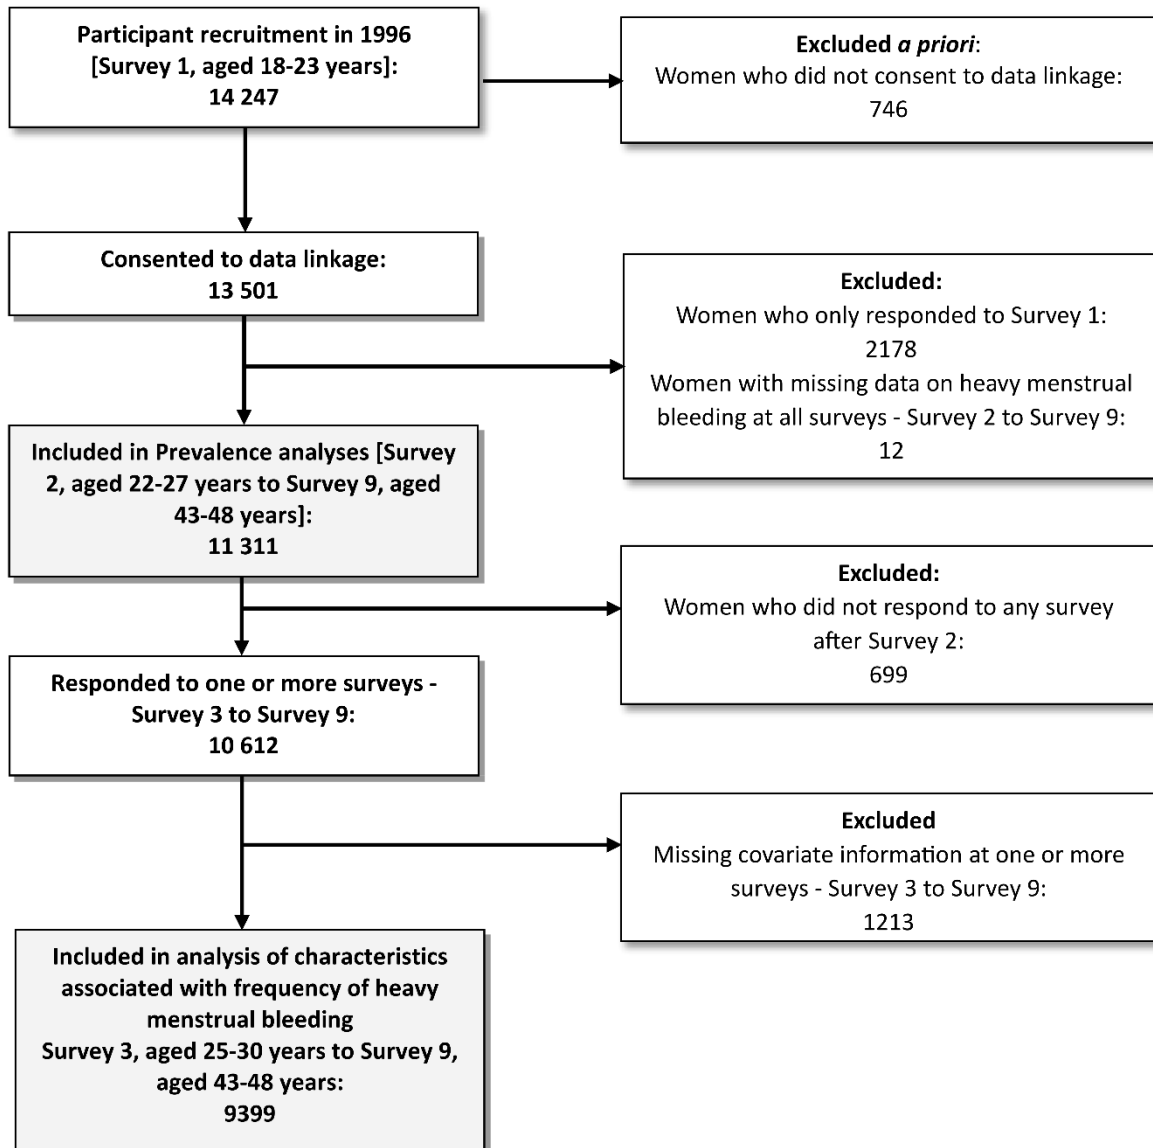 Participant recruitment in 1996
[Survey 1, aged 18-23 years]:
14 247
Excluded a priori:
Women who did not consent to data linkage:
746
Consented to data linkage:
13 501
Excluded:
Women who only responded to Survey 1:
2178
Women with missing data on heavy menstrual
bleeding at all surveys - Survey 2 to Survey 9:
12
Included in Prevalence analyses [Survey
2, aged 22-27 years to Survey 9, aged
43-48 years]:
11 311
Excluded:
Women who did not respond to any survey
after Survey 2:
699
Responded to one or more surveys -
Survey 3 to Survey 9:
10 612
Excluded
Missing covariate information at one or more
surveys - Survey 3 to Survey 9:
1213
Included in analysis of characteristics
associated with frequency of heavy
menstrual bleeding
Survey 3, aged 25-30 years to Survey 9,
aged 43-48 years:
9399